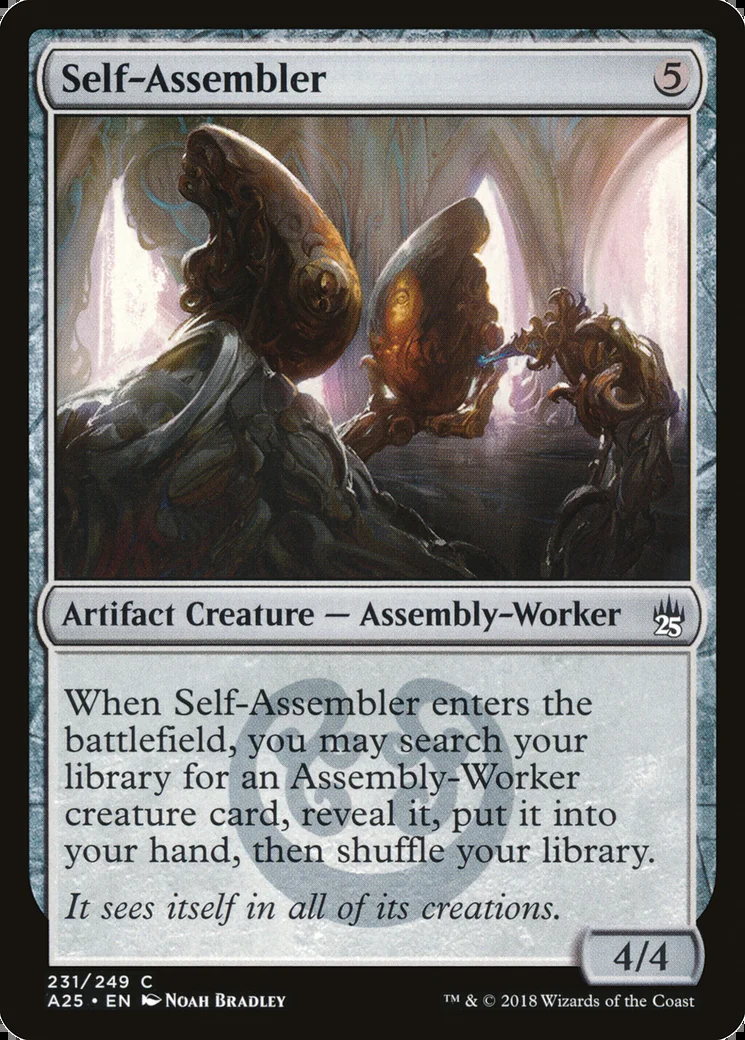 Self-Assembler 5
Artifact Creature — Assembly-Worker
25
When Self-Assembler enters the
battlefield, you may search your
library for an Assembly-Worker
creature card, reveal it, put it into
your hand, then shuffle your library.
It sees itself in all of its creations.
4/4
231/249 C
A25 • EN Noah Bradley
™ & © 2018 Wizards of the Coast